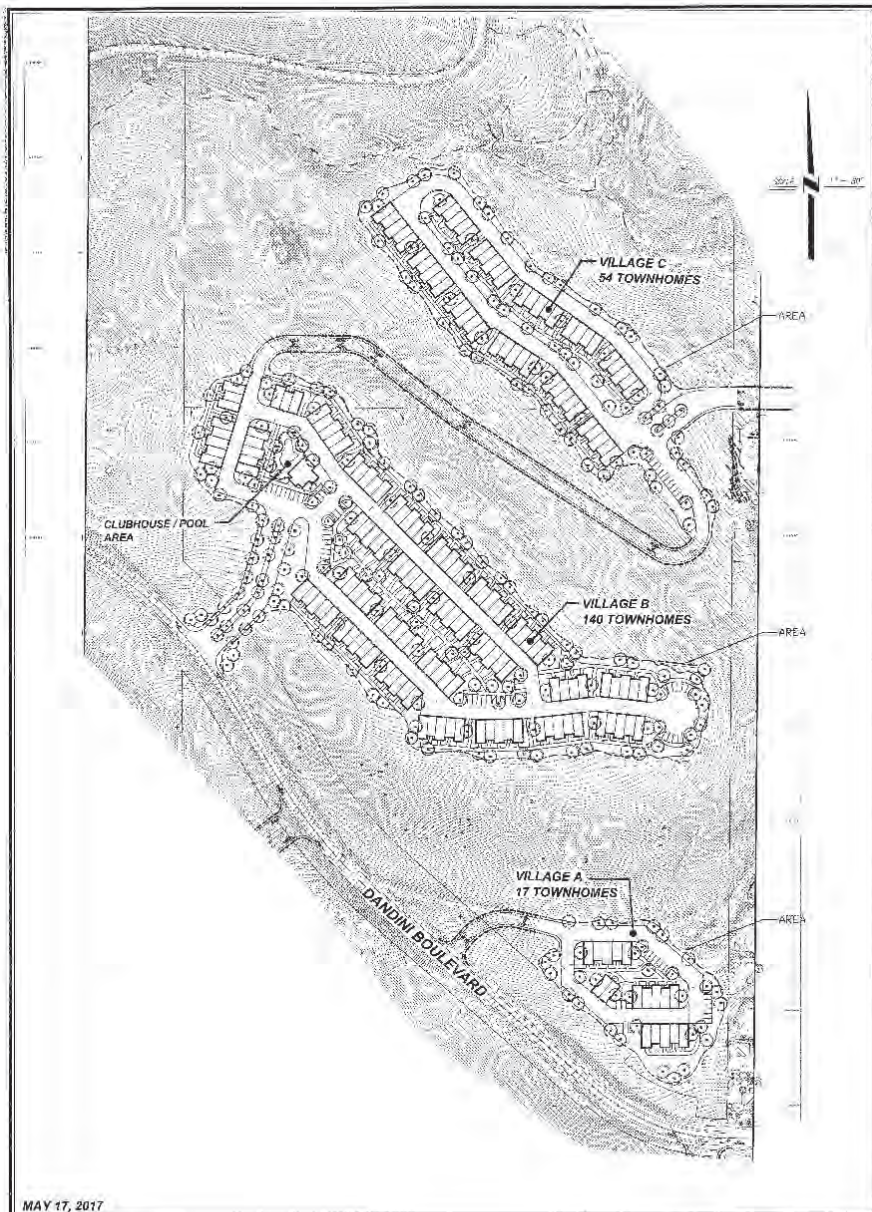 VILLAGE C
54 TOWNHOMES
AREA
CLUBHOUSE / POOL
AREA
VILLAGE B
140 TOWNHOMES
AREA
VILLAGE A
17 TOWNHOMES
AREA
DANDINI BOULEVARD
MAY 17, 2017